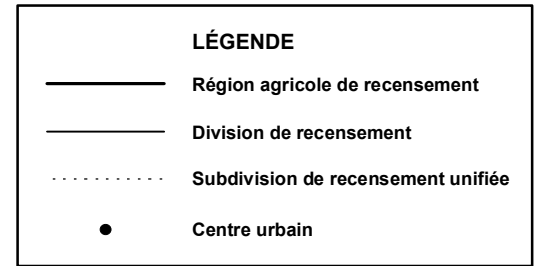 LÉGENDE
Région agricole de recensement
Division de recensement
Subdivision de recensement unifiée
Centre urbain